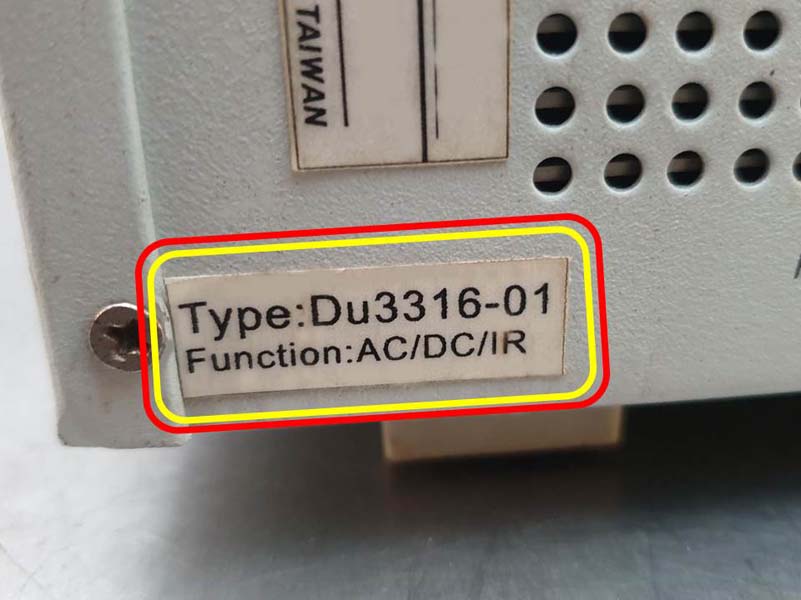 TAIWAN
Type:Du3316-01
Function:AC/DC/IR